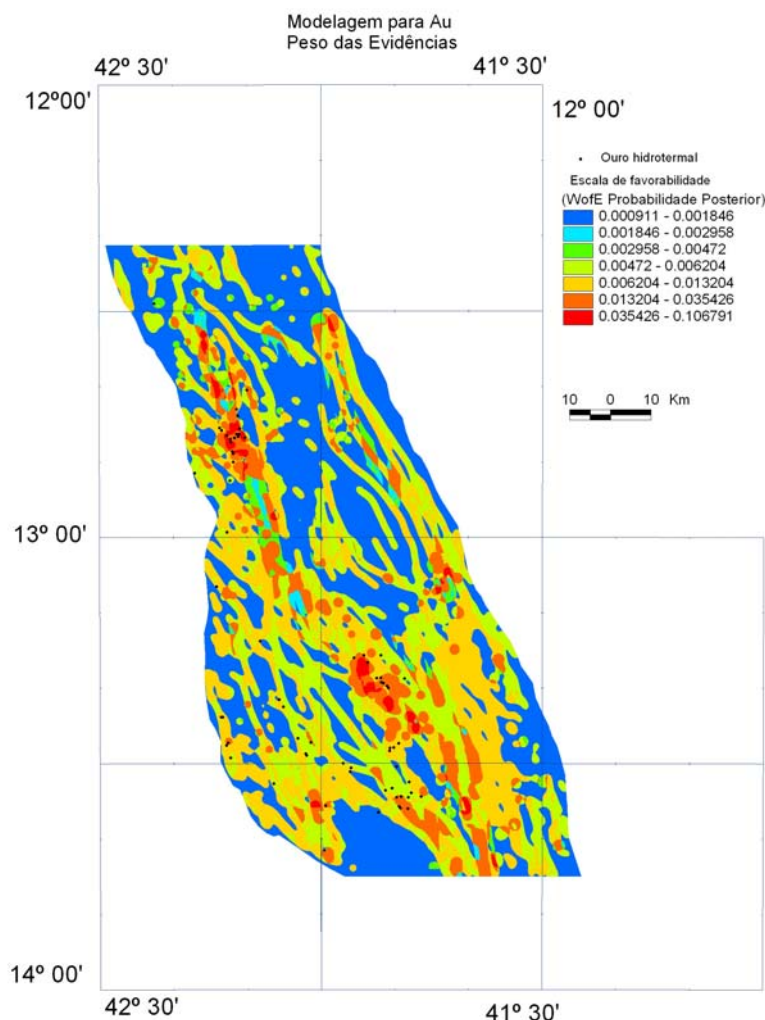 Modelagem para Au
Peso das Evidências
42º 30'
41º 30'
12º00'
12º 00'
Ouro hidrotermal
Escala de favorabilidade
(WofE Probabilidade Posterior)
0.000911 - 0.001846
0.001846 - 0.002958
0.002958 - 0.00472
0.00472 - 0.006204
0.006204 - 0.013204
0.013204 - 0.035426
0.035426 - 0.106791
10 0 10 Km
13º 00'
14º 00'
42º 30'
41º 30'